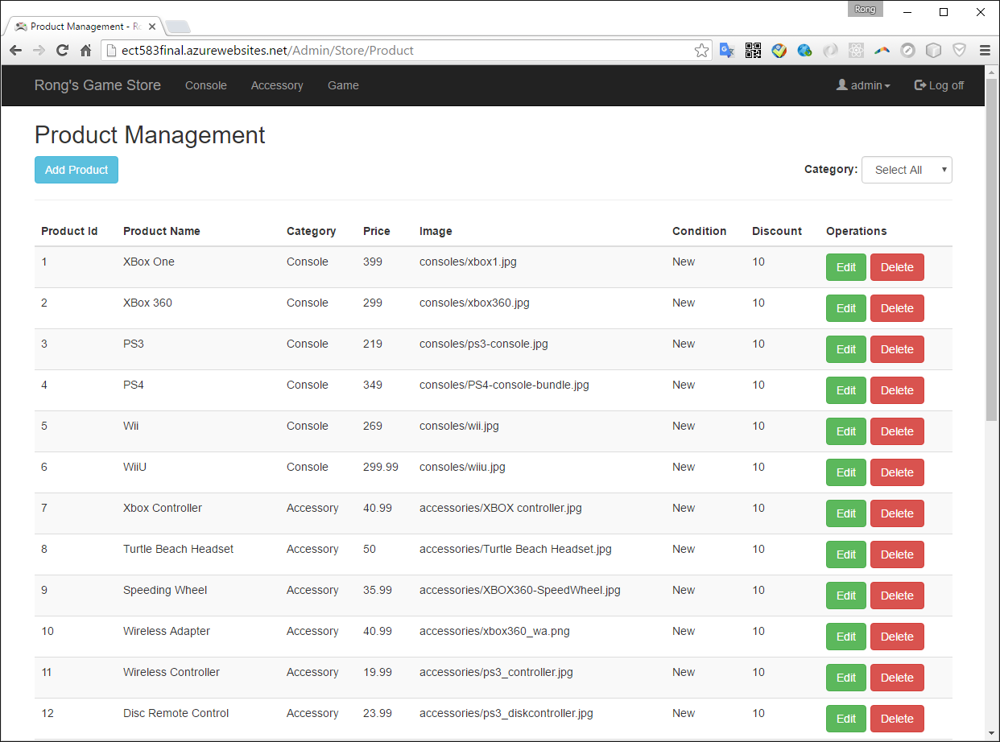 Rong
Product Management - Ro
ect583final.azurewebsites.net/Admin/Store/Product
Rong's Game Store Console Accessory Game admin Log off
Product Management
Add Product Category: Select All
Product Id Product Name Category Price Image Condition Discount Operations
1 XBox One Console 399 consoles/xbox1.jpg New 10 Edit Delete
2 XBox 360 Console 299 consoles/xbox360.jpg New 10 Edit Delete
3 PS3 Console 219 consoles/ps3-console.jpg New 10 Edit Delete
4 PS4 Console 349 consoles/PS4-console-bundle.jpg New 10 Edit Delete
5 Wii Console 269 consoles/wii.jpg New 10 Edit Delete
6 WiiU Console 299.99 consoles/wiiu.jpg New 10 Edit Delete
7 Xbox Controller Accessory 40.99 accessories/XBOX controller.jpg New 10 Edit Delete
8 Turtle Beach Headset Accessory 50 accessories/Turtle Beach Headset.jpg New 10 Edit Delete
9 Speeding Wheel Accessory 35.99 accessories/XBOX360-SpeedWheel.jpg New 10 Edit Delete
10 Wireless Adapter Accessory 40.99 accessories/xbox360_wa.png New 10 Edit Delete
11 Wireless Controller Accessory 19.99 accessories/ps3_controller.jpg New 10 Edit Delete
12 Disc Remote Control Accessory 23.99 accessories/ps3_diskcontroller.jpg New 10 Edit Delete